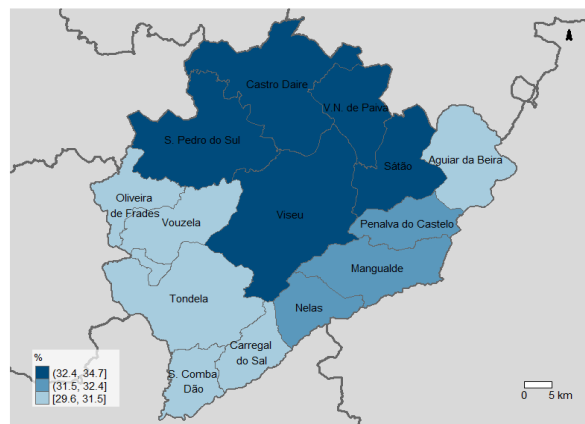 Castro Daire
V.N. de Paiva
S. Pedro do Sul
Sátão
Aguiar da Beira
Oliveira
de Frades
Vouzela
Viseu
Penalva do Castelo
Mangualde
Tondela
Nelas
Carregal
do Sal
S. Comba
Dão
%
(32.4, 34.7]
(31.5, 32.4]
[29.6, 31.5]
0
5 km